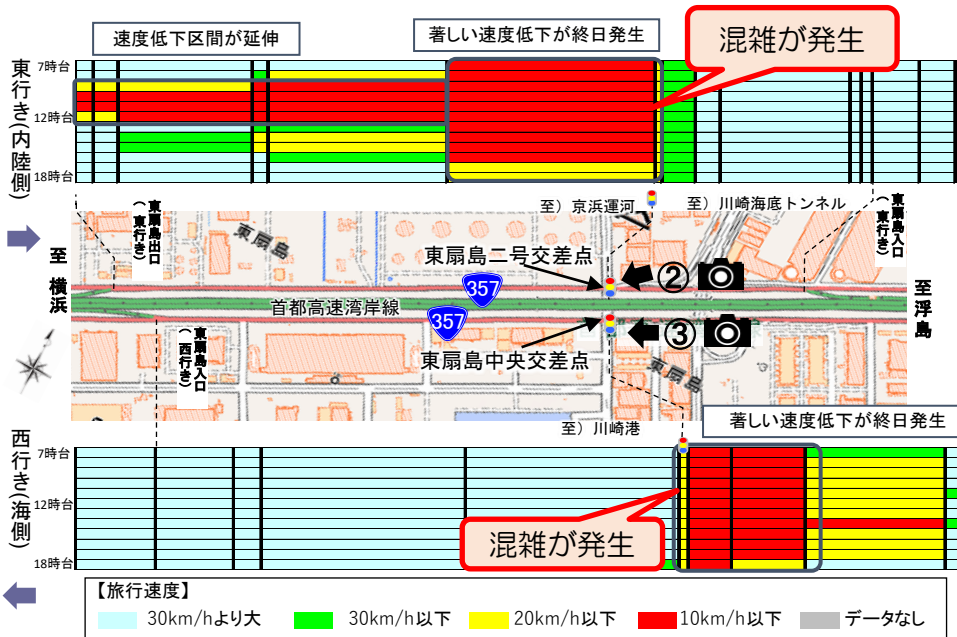 速度低下区間が延伸
著しい速度低下が終日発生
混雑が発生
東行き(内陸側)
7時台
12時台
18時台
至）京浜運河
至）川崎海底トンネル
東扇島出口
(東行き)
東扇島
東扇島入口
(東行き)
東扇島二号交差点
②
至 横浜
357
首都高速湾岸線
至浮島
357
③
東扇島中央交差点
東扇島入口
(西行き)
東扇島
至）川崎港
著しい速度低下が終日発生
西行き(海側)
7時台
12時台
18時台
混雑が発生
【旅行速度】
30km/hより大 30km/h以下 20km/h以下 10km/h以下 データなし